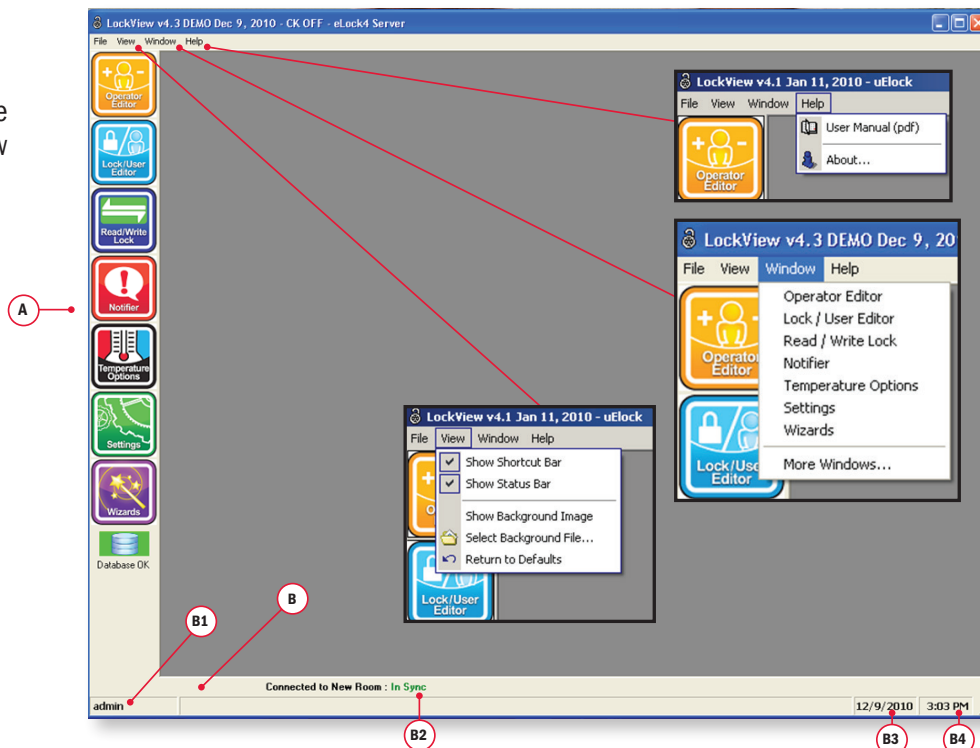 e
w
LockView v4.3 DEMO Dec 9, 2010 - CK OFF - eLock4 Server
File View Window Help
Operator
Editor
Lock/User
Editor
Read/Write
Lock
Notifier
Temperature
Options
Settings
Wizards
Database OK
A
LockView v4.1 Jan 11, 2010 - uElock
File View Window Help
Operator
Editor
User Manual (pdf)
About...
LockView v4.3 DEMO Dec 9, 20
File View Window Help
Operator Editor
Lock / User Editor
Read / Write Lock
Notifier
Temperature Options
Settings
Wizards
More Windows...
Operato
Editor
Lock/Use
Editor
LockView v4.1 Jan 11, 2010 - uElock
File View Window Help
Show Shortcut Bar
Show Status Bar
Show Background Image
Select Background File...
Return to Defaults
O
Lock/User
Editor
B1
B
Connected to New Room : In Sync
admin
12/9/2010 3:03 PM
B2
B3
B4